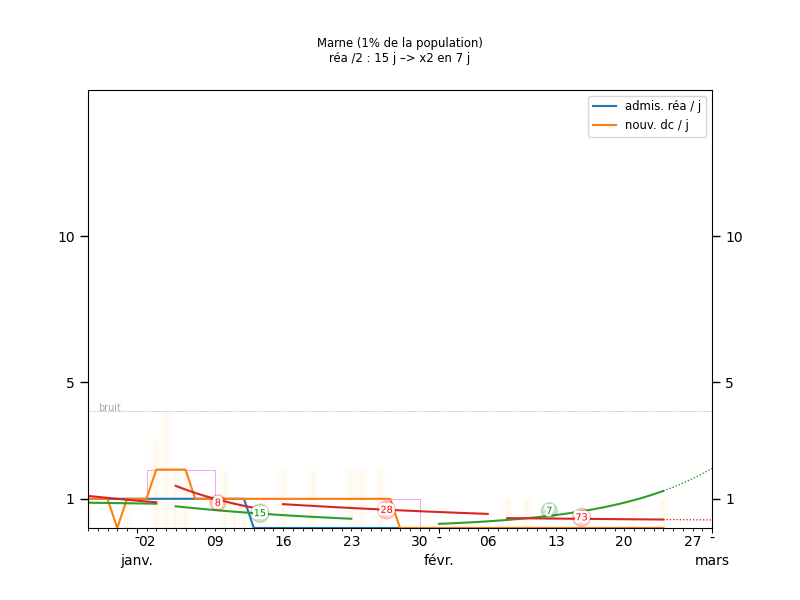 Marne (1% de la population)
réa /2 : 15 j –> x2 en 7 j
admis. réa / j
nouv. dc / j
10 10
5 5
bruit
1 1
8
15
28
7
73
02 09 16 23 30 06 13 20 27
janv. févr. mars